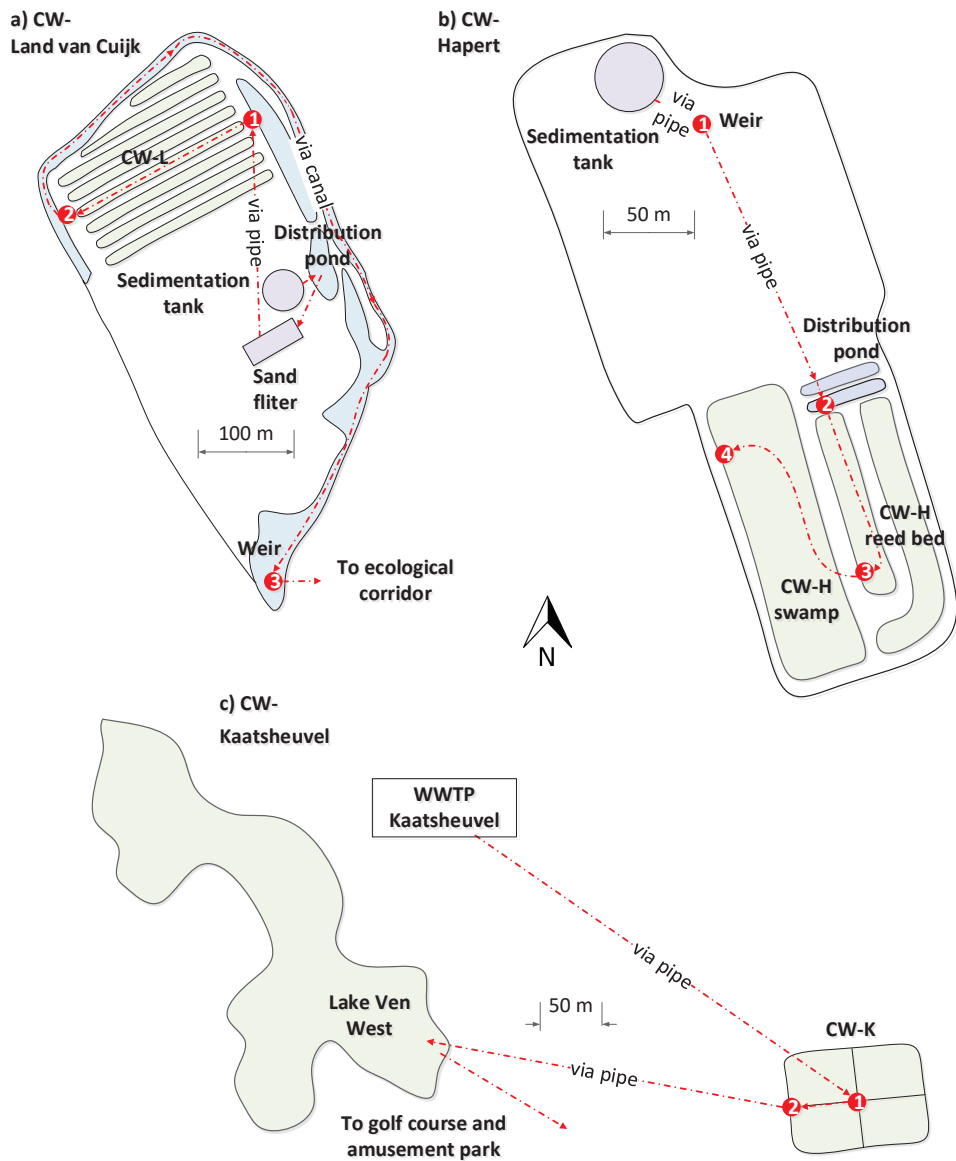 a) CW-
Land van Cuijk
CW-L
1
2
via pipe
via canal
Distribution
pond
Sedimentation
tank
Sand
fliter
100 m
Weir
3
To ecological
corridor
b) CW-
Hapert
Sedimentation
tank
via
pipe
1
Weir
50 m
via pipe
Distribution
pond
2
4
CW-H
reed bed
3
CW-H
swamp
N
c) CW-
Kaatsheuvel
WWTP
Kaatsheuvel
via pipe
Lake Ven
West
50 m
CW-K
via pipe
2
1
To golf course and
amusement park